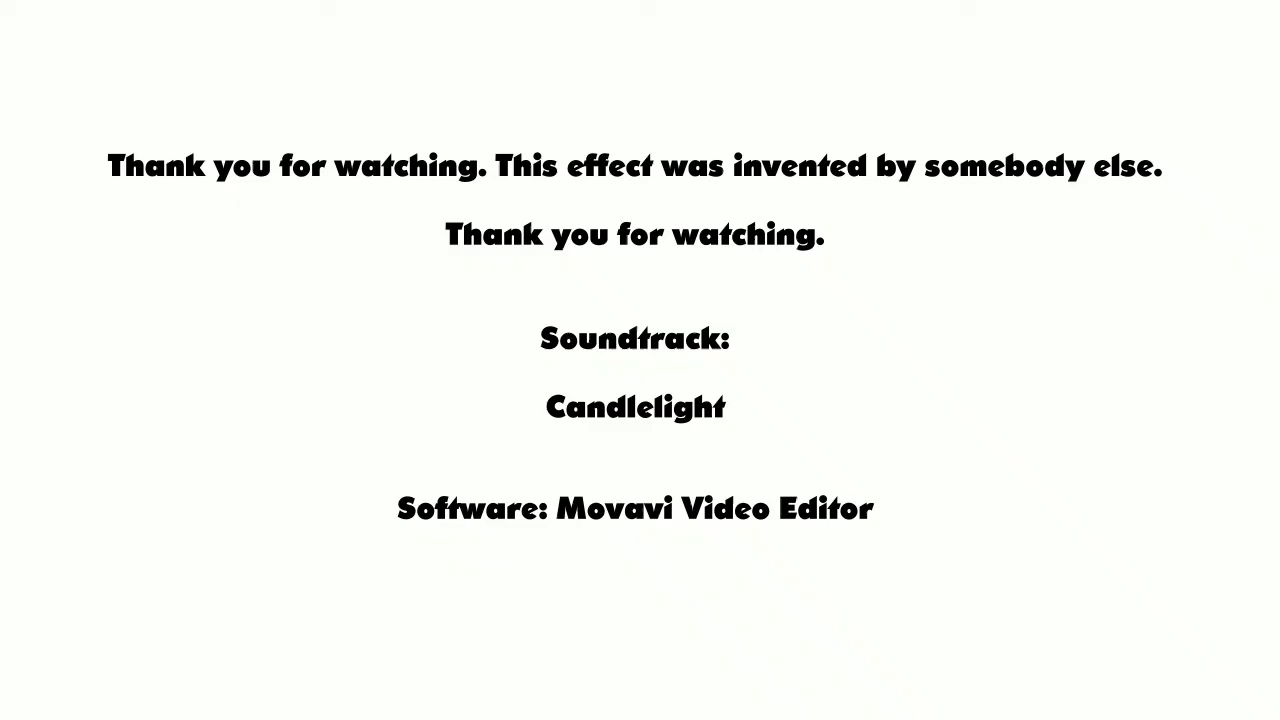 Thank you for watching. This effect was invented by somebody else.
Thank you for watching.
Soundtrack:
Candlelight
Software: Movavi Video Editor